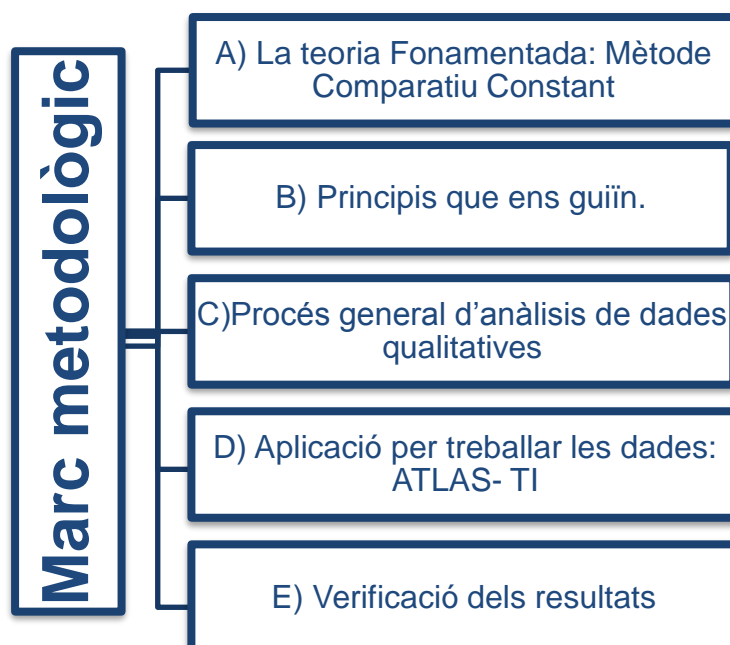 Marc metodològic
A) La teoria Fonamentada: Mètode
Comparatiu Constant
B) Principis que ens guiïn.
C)Procés general d’anàlisis de dades
qualitatives
D) Aplicació per treballar les dades:
ATLAS- TI
E) Verificació dels resultats